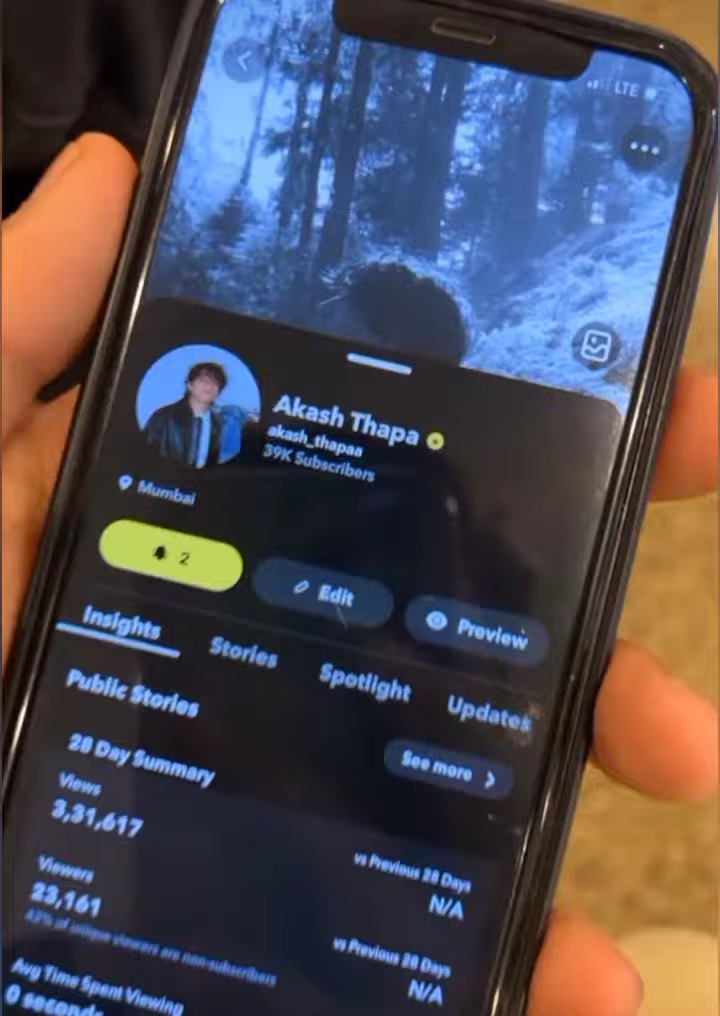 LTE
Akash Thapa
akash_thapaa
39K Subscribers
Mumbai
2
Edit
Preview
Insights
Stories
Spotlight
Updates
Public Stories
28 Day Summary
See more
Views
3,31,617
vs Previous 28 Days
N/A
Viewers
23,161
of unique viewers are non-subscribers
vs Previous 28 Days
N/A
Avg Time Spent Viewing
0 seconds